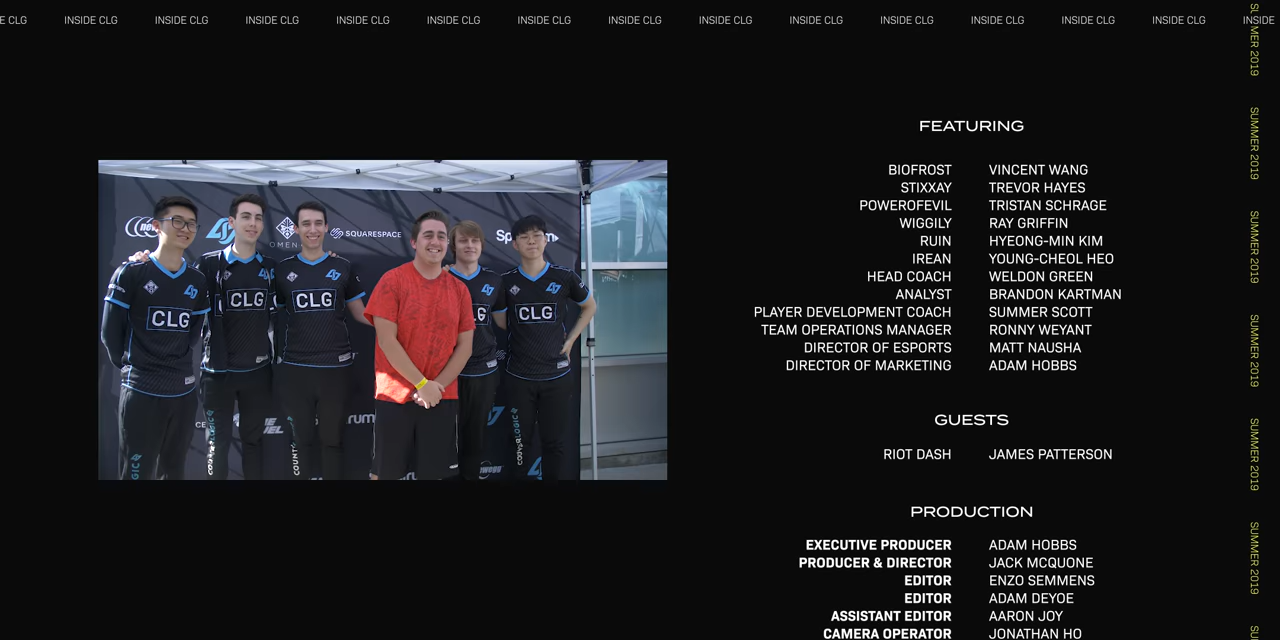 E CLG INSIDE CLG INSIDE CLG INSIDE CLG INSIDE CLG INSIDE CLG INSIDE CLG INSIDE CLG INSIDE CLG INSIDE CLG INSIDE CLG INSIDE CLG INSIDE CLG INSIDE CLG INSIDE
FEATURING
BIOFROST VINCENT WANG
STIXXAY TREVOR HAYES
POWEROFEVIL TRISTAN SCHRAGE
WIGGILY RAY GRIFFIN
RUIN HYEONG-MIN KIM
IREAN YOUNG-CHEOL HEO
HEAD COACH WELDON GREEN
ANALYST BRANDON KARTMAN
PLAYER DEVELOPMENT COACH SUMMER SCOTT
TEAM OPERATIONS MANAGER RONNY WEYANT
DIRECTOR OF ESPORTS MATT NAUSHA
DIRECTOR OF MARKETING ADAM HOBBS
GUESTS
RIOT DASH JAMES PATTERSON
PRODUCTION
EXECUTIVE PRODUCER ADAM HOBBS
PRODUCER & DIRECTOR JACK MCQUONE
EDITOR ENZO SEMMENS
EDITOR ADAM DEYOE
ASSISTANT EDITOR AARON JOY
CAMERA OPERATOR JONATHAN HO
OMEN
SQUARESPACE
CLG
CLG
CLG
LG
CLG
SUMMER 2019
SUMMER 2019
SUMMER 2019
SUMMER 2019
SUMMER 2019
SUMMER 2019
SU